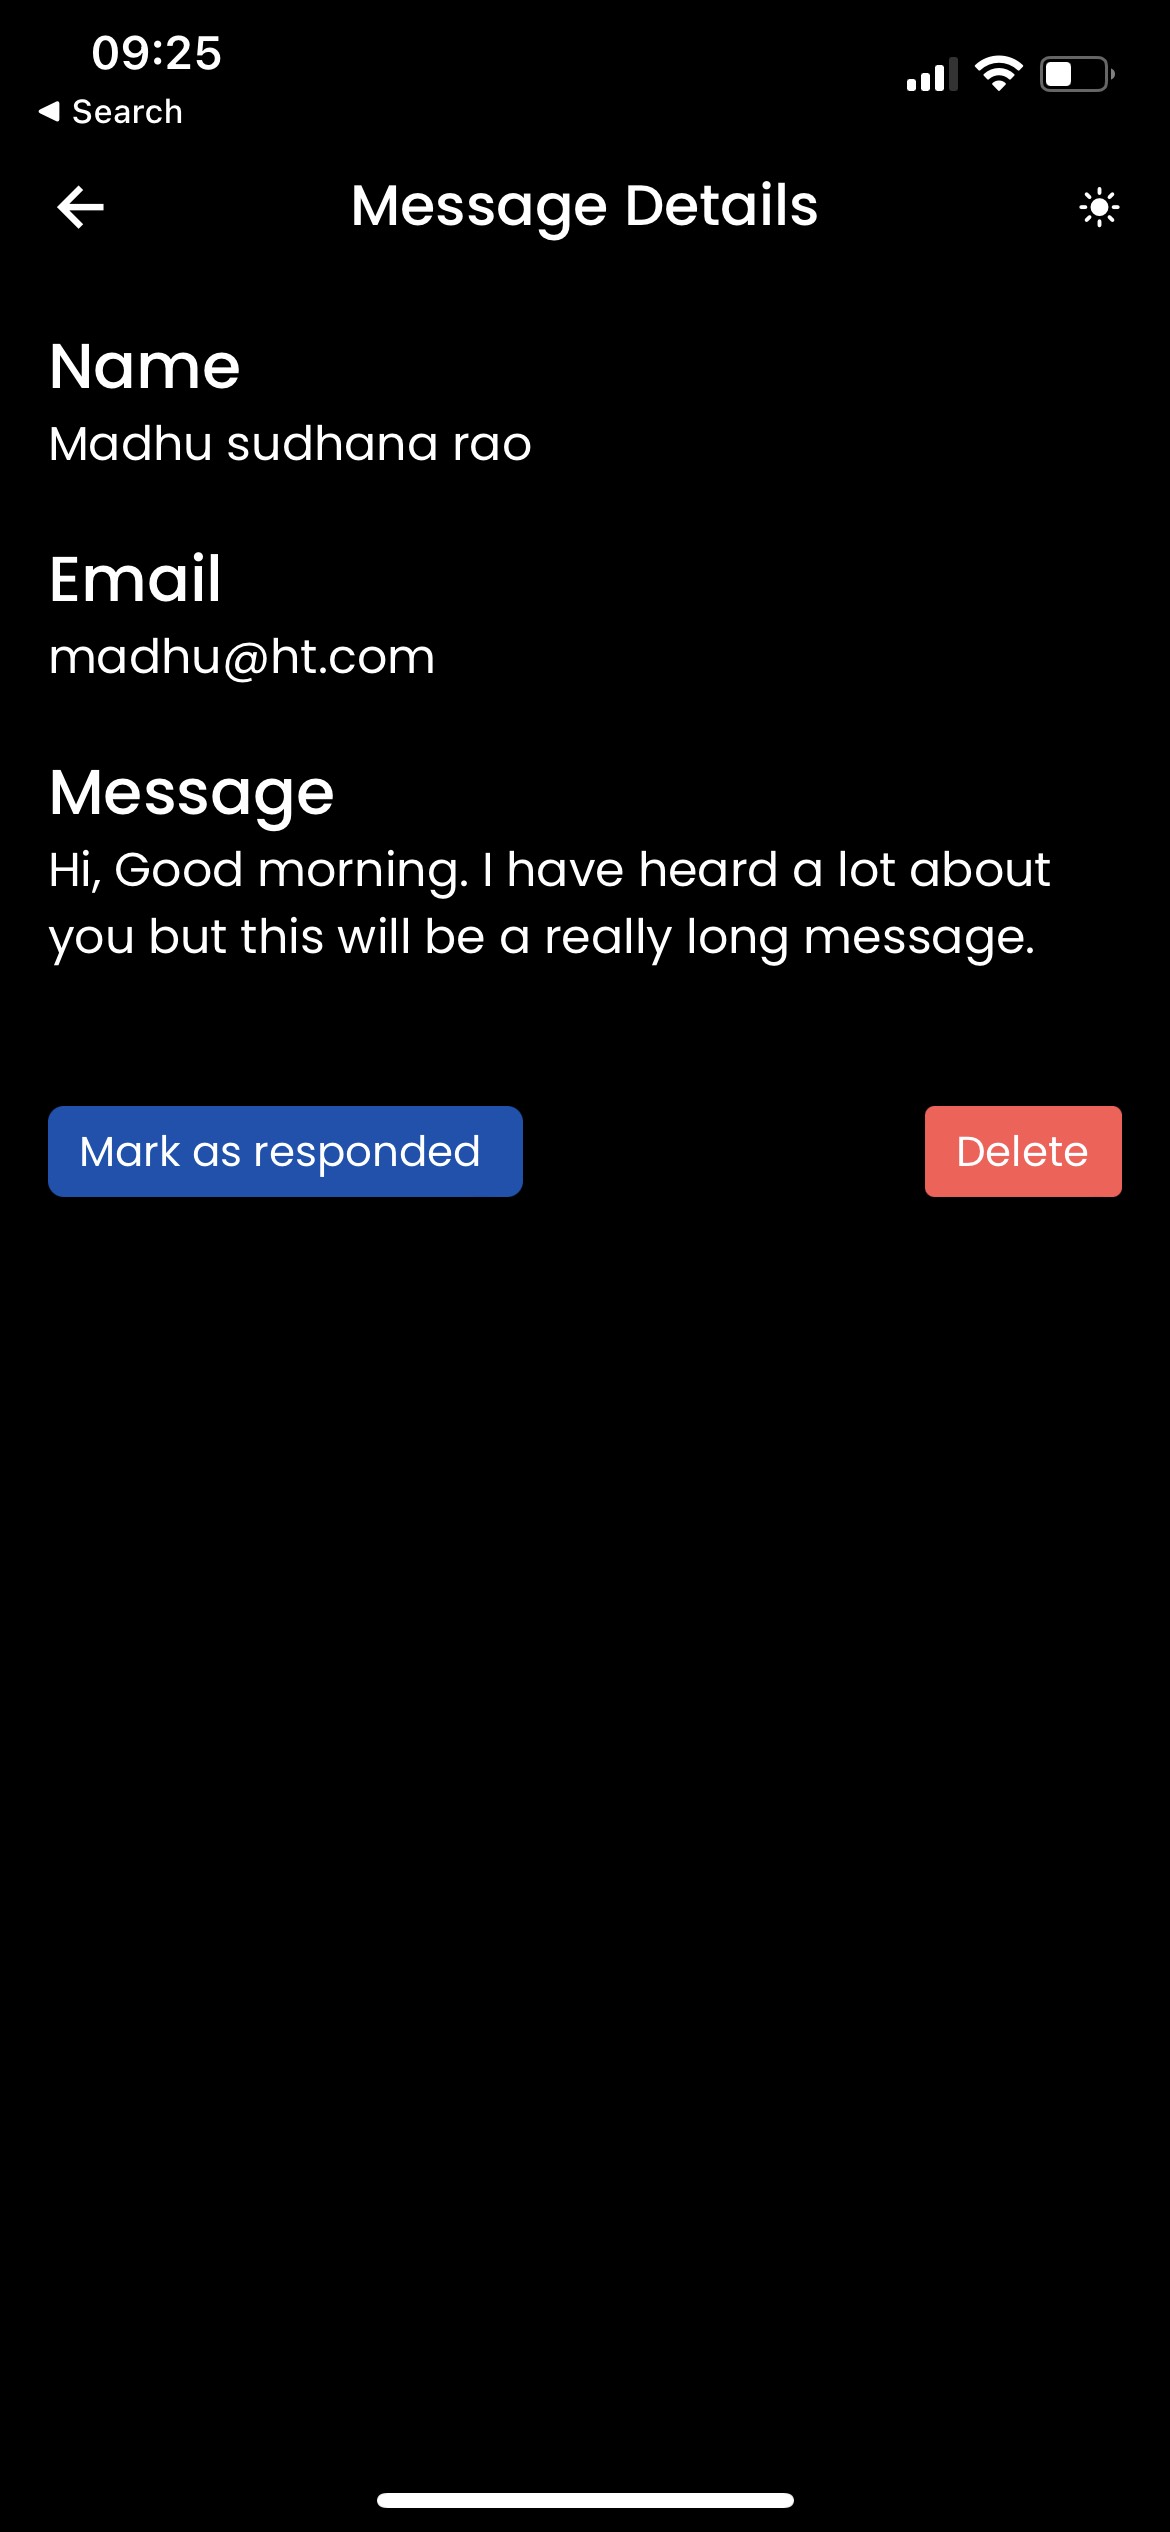 09:25
Search
Message Details
Name
Madhu sudhana rao
Email
madhu@ht.com
Message
Hi, Good morning. I have heard a lot about
you but this will be a really long message.
Mark as responded
Delete